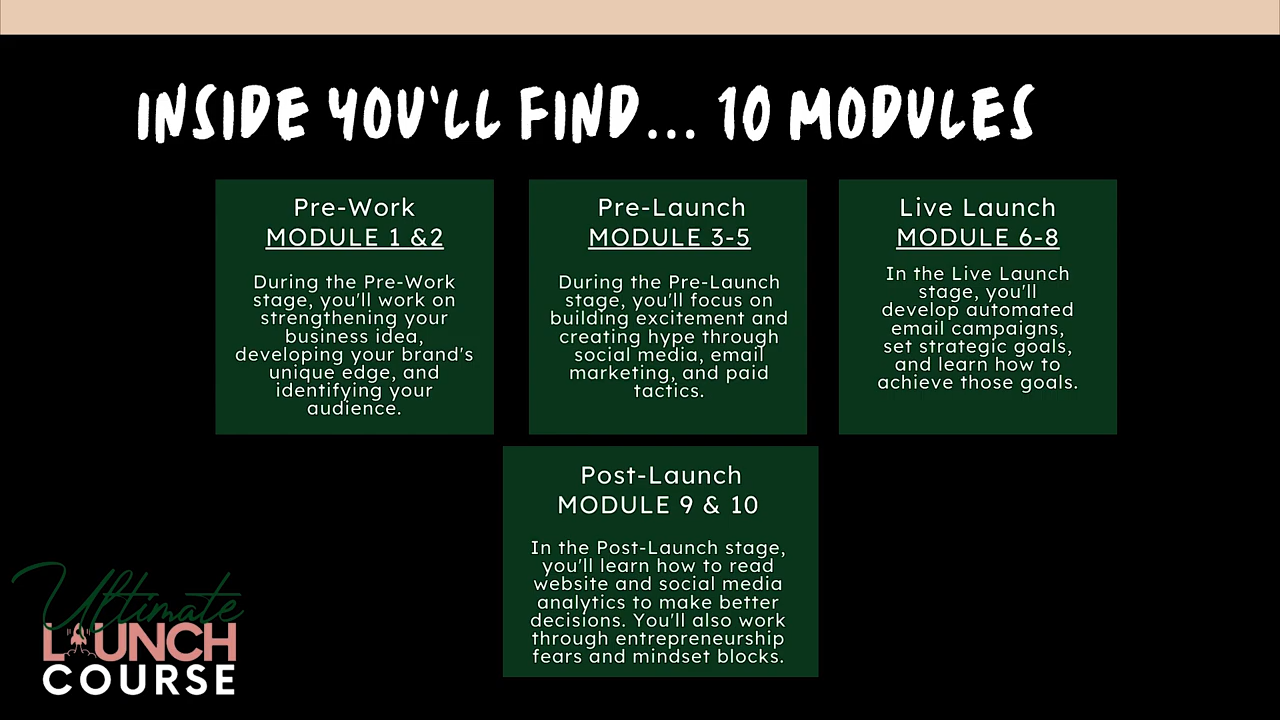 INSIDE YOU'LL FIND... 10 MODULES
Pre-Work
MODULE 1 &2
During the Pre-Work
stage, you'll work on
strengthening your
business idea,
developing your brand's
unique edge, and
identifying your
audience.
Pre-Launch
MODULE 3-5
During the Pre-Launch
stage, you'll focus on
building excitement and
creating hype through
social media, email
marketing, and paid
tactics.
Live Launch
MODULE 6-8
In the Live Launch
stage, you'll
develop automated
email campaigns,
set strategic goals,
and learn how to
achieve those goals.
Post-Launch
MODULE 9 & 10
In the Post-Launch stage,
you'll learn how to read
website and social media
analytics to make better
decisions. You'll also work
through entrepreneurship
fears and mindset blocks.
Ultimate
LAUNCH
COURSE